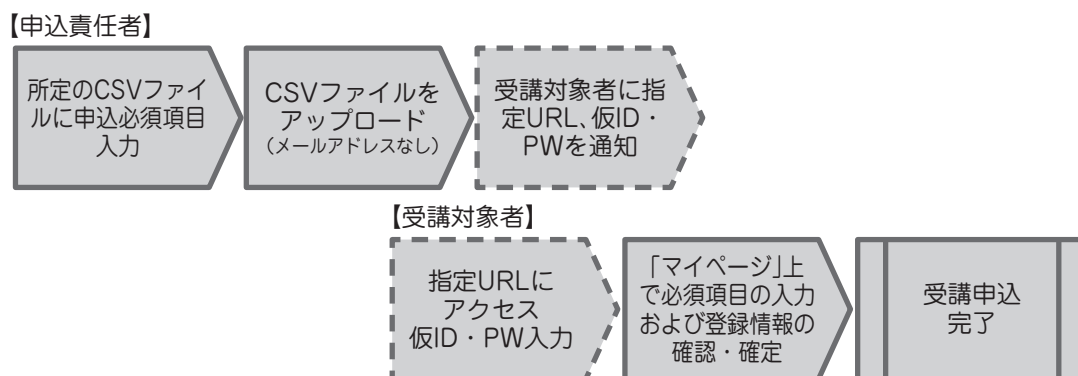 【申込責任者】
所定のCSVファイ
ルに申込必須項目
入力
CSVファイルを
アップロード
(メールアドレスなし)
受講対象者に指
定URL、仮ID・
PWを通知
【受講対象者】
指定URLに
アクセス
仮ID・PW入力
「マイページ」上
で必須項目の入力
および登録情報の
確認・確定
受講申込
完了